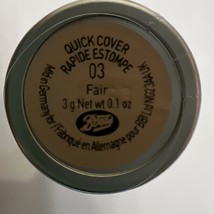 QUICK COVER
RAPIDE ESTOMPE
03
Fair
3 g Net wt 0.1 oz
Boots
Made in Germany/Fabriqué en Allemagne pour